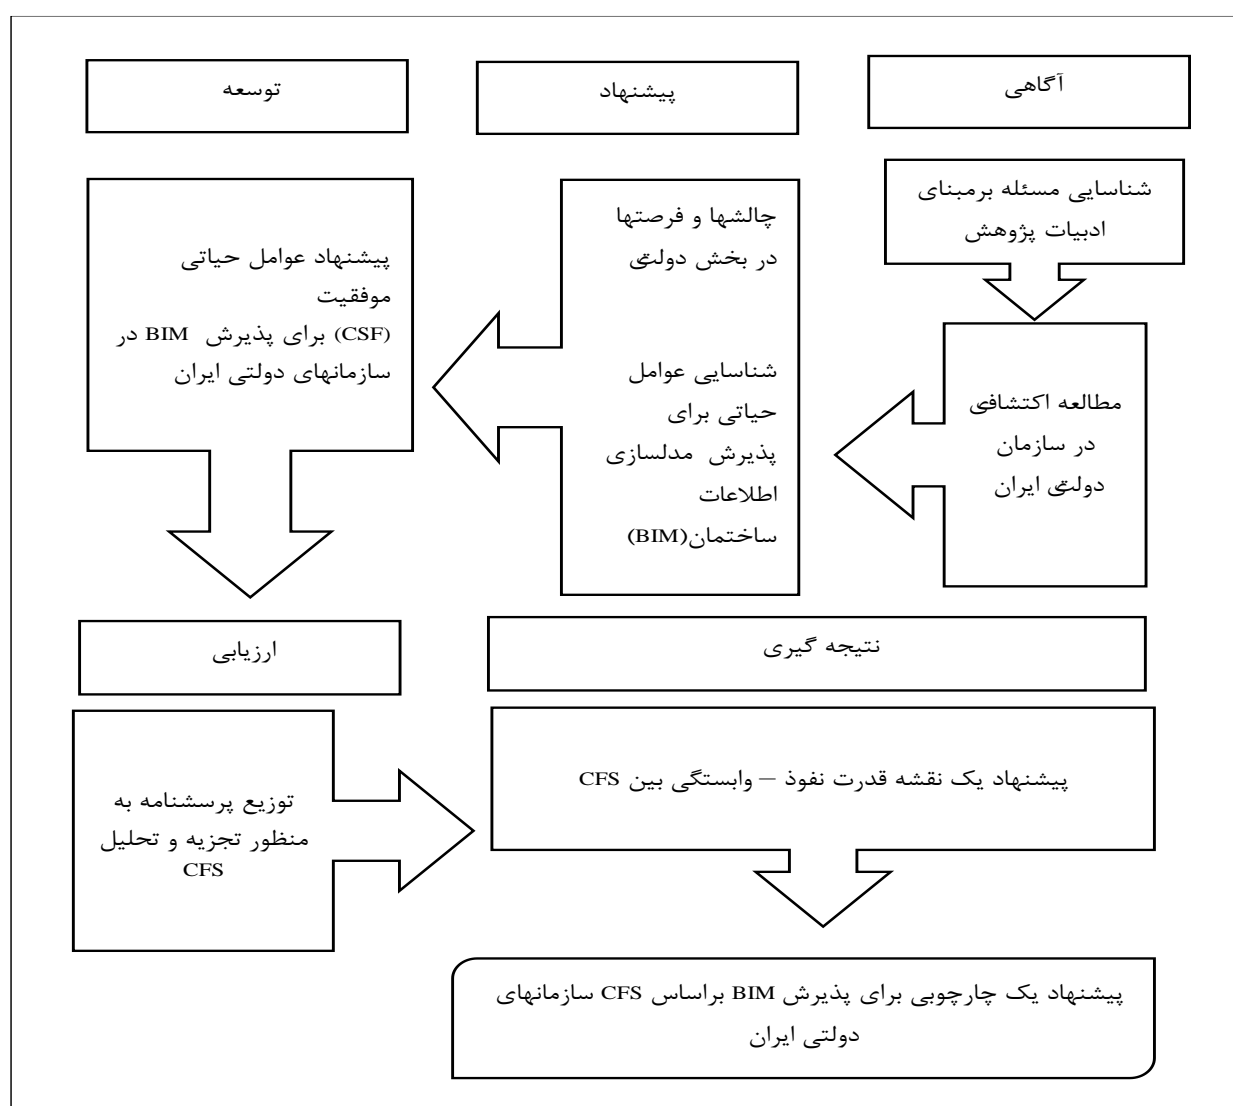 آگاهی
شناسایی مسئله برمبنای
ادبیات پژوهش
مطالعه اکتشافی
در سازمان
دولتی ایران
پیشنهاد
چالشها و فرصتها
در بخش دولتی
شناسایی عوامل
حیاتی برای
پذیرش مدلسازی
اطلاعات
ساختمان(BIM)
توسعه
پیشنهاد عوامل حیاتی
موفقیت
(CSF) برای پذیرش BIM در
سازمانهای دولتی ایران
ارزیابی
توزیع پرسشنامه به
منظور تجزیه و تحلیل
CFS
نتیجه گیری
پیشنهاد یک نقشه قدرت نفوذ – وابستگی بین CFS
پیشنهاد یک چارچوبی برای پذیرش BIM براساس CFS سازمانهای
دولتی ایران